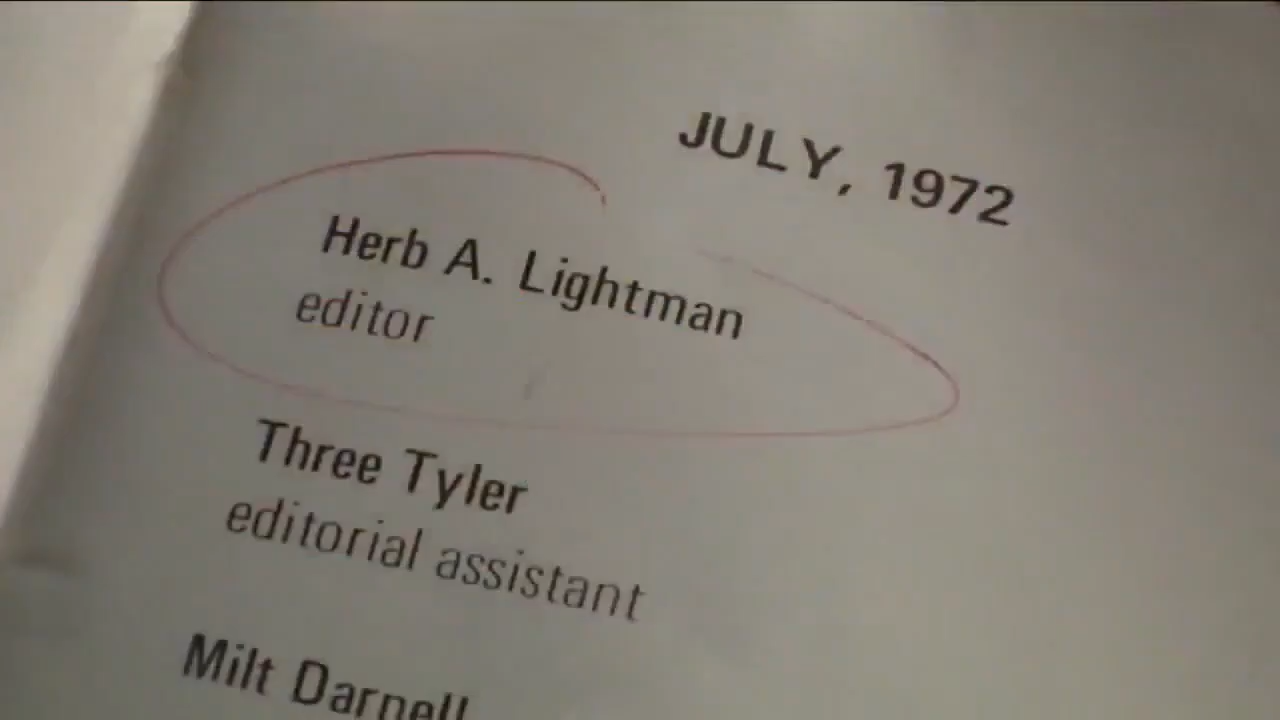 JULY, 1972
Herb A. Lightman
editor
Three Tyler
editorial assistant
Milt Darnell